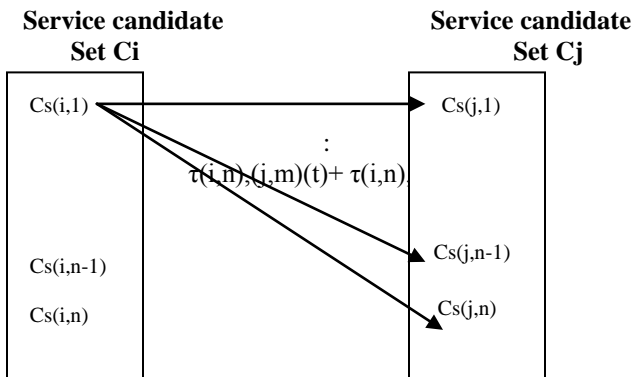 Service candidate Set Ci
Service candidate Set Cj
Cs(i,1)
Cs(j,1)
:
τ(i,n),(j,m)(t)+ τ(i,n),
Cs(j,n-1)
Cs(i,n-1)
Cs(j,n)
Cs(i,n)